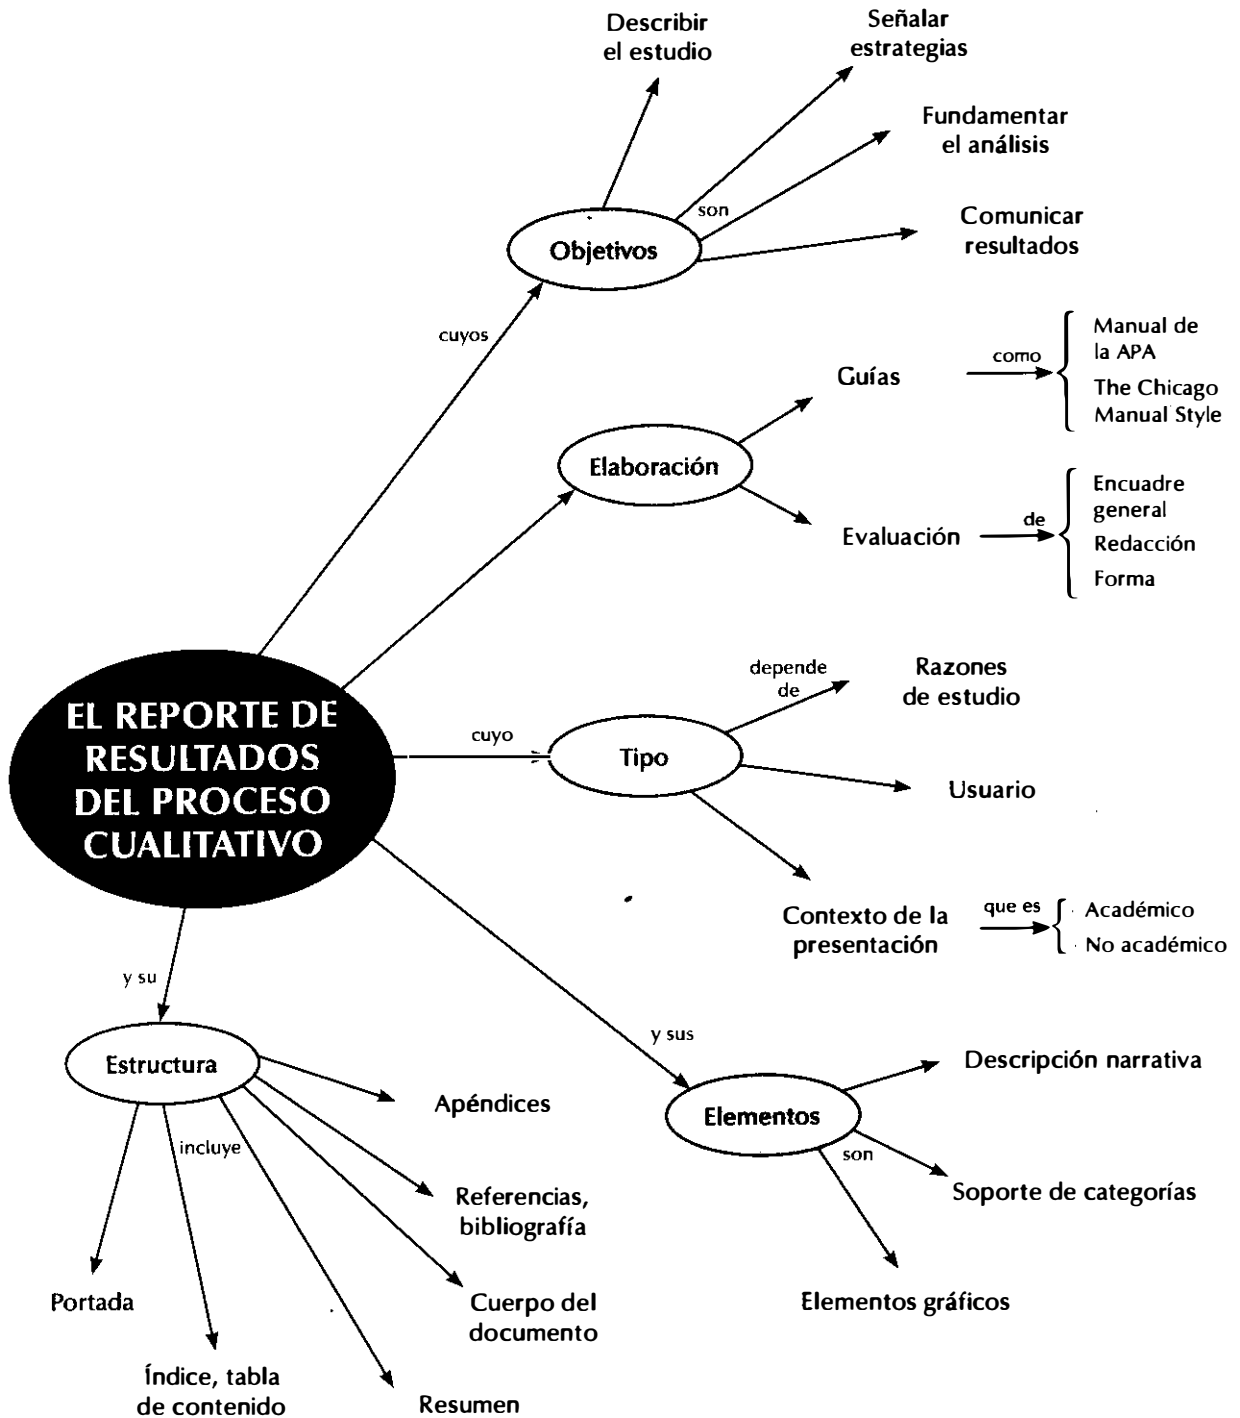 Describir
el estudio
Señalar
estrategias
Fundamentar
el análisis
son
Comunicar
resultados
Objetivos
cuyos
Guías
como
Manual de
la APA
The Chicago
Manual Style
Elaboración
Evaluación
de
Encuadre
general
Redacción
Forma
EL REPORTE DE
RESULTADOS
DEL PROCESO
CUALITATIVO
cuyo
Tipo
depende
de
Razones
de estudio
Usuario
Contexto de la
presentación
que es
Académico
No académico
y su
Estructura
incluye
Apéndices
Referencias,
bibliografía
Cuerpo del
documento
Resumen
Índice, tabla
de contenido
Portada
y sus
Elementos
son
Descripción narrativa
Soporte de categorías
Elementos gráficos